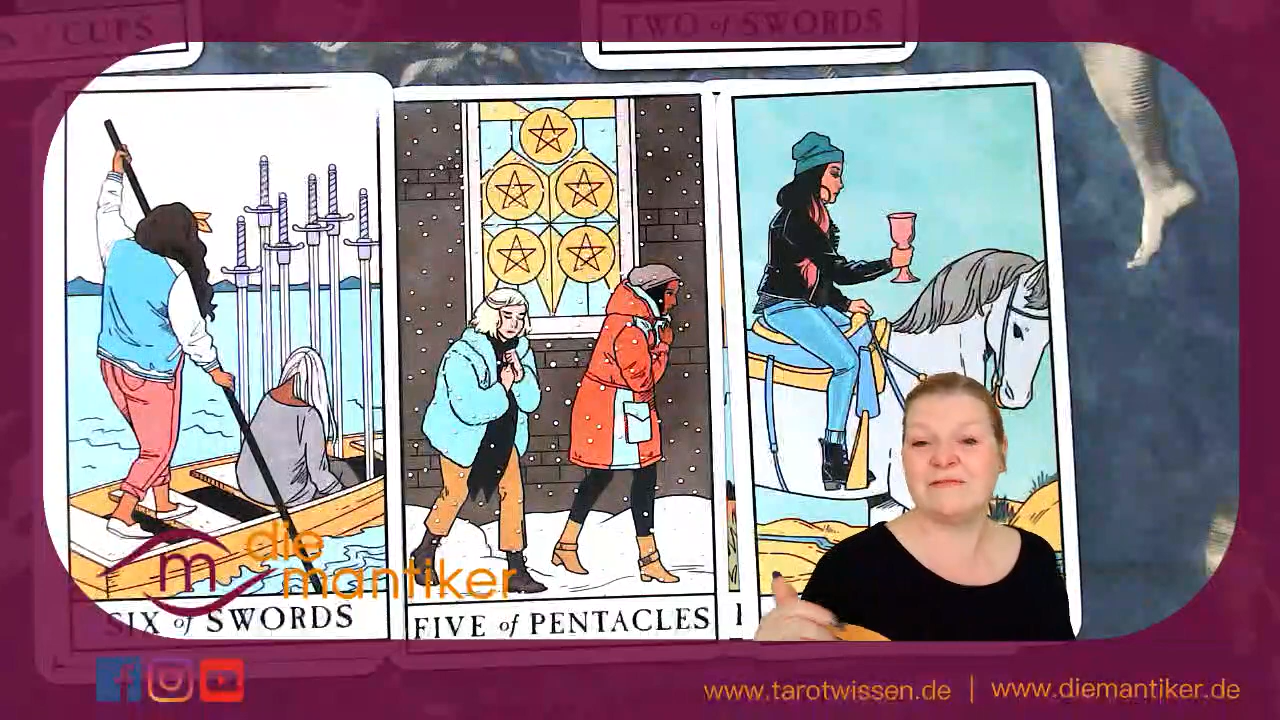 CUPS
TWO of SWORDS
die
m mantiker
SIX of SWORDS
FIVE of PENTACLES
www.tarotwissen.de | www.diemantiker.de